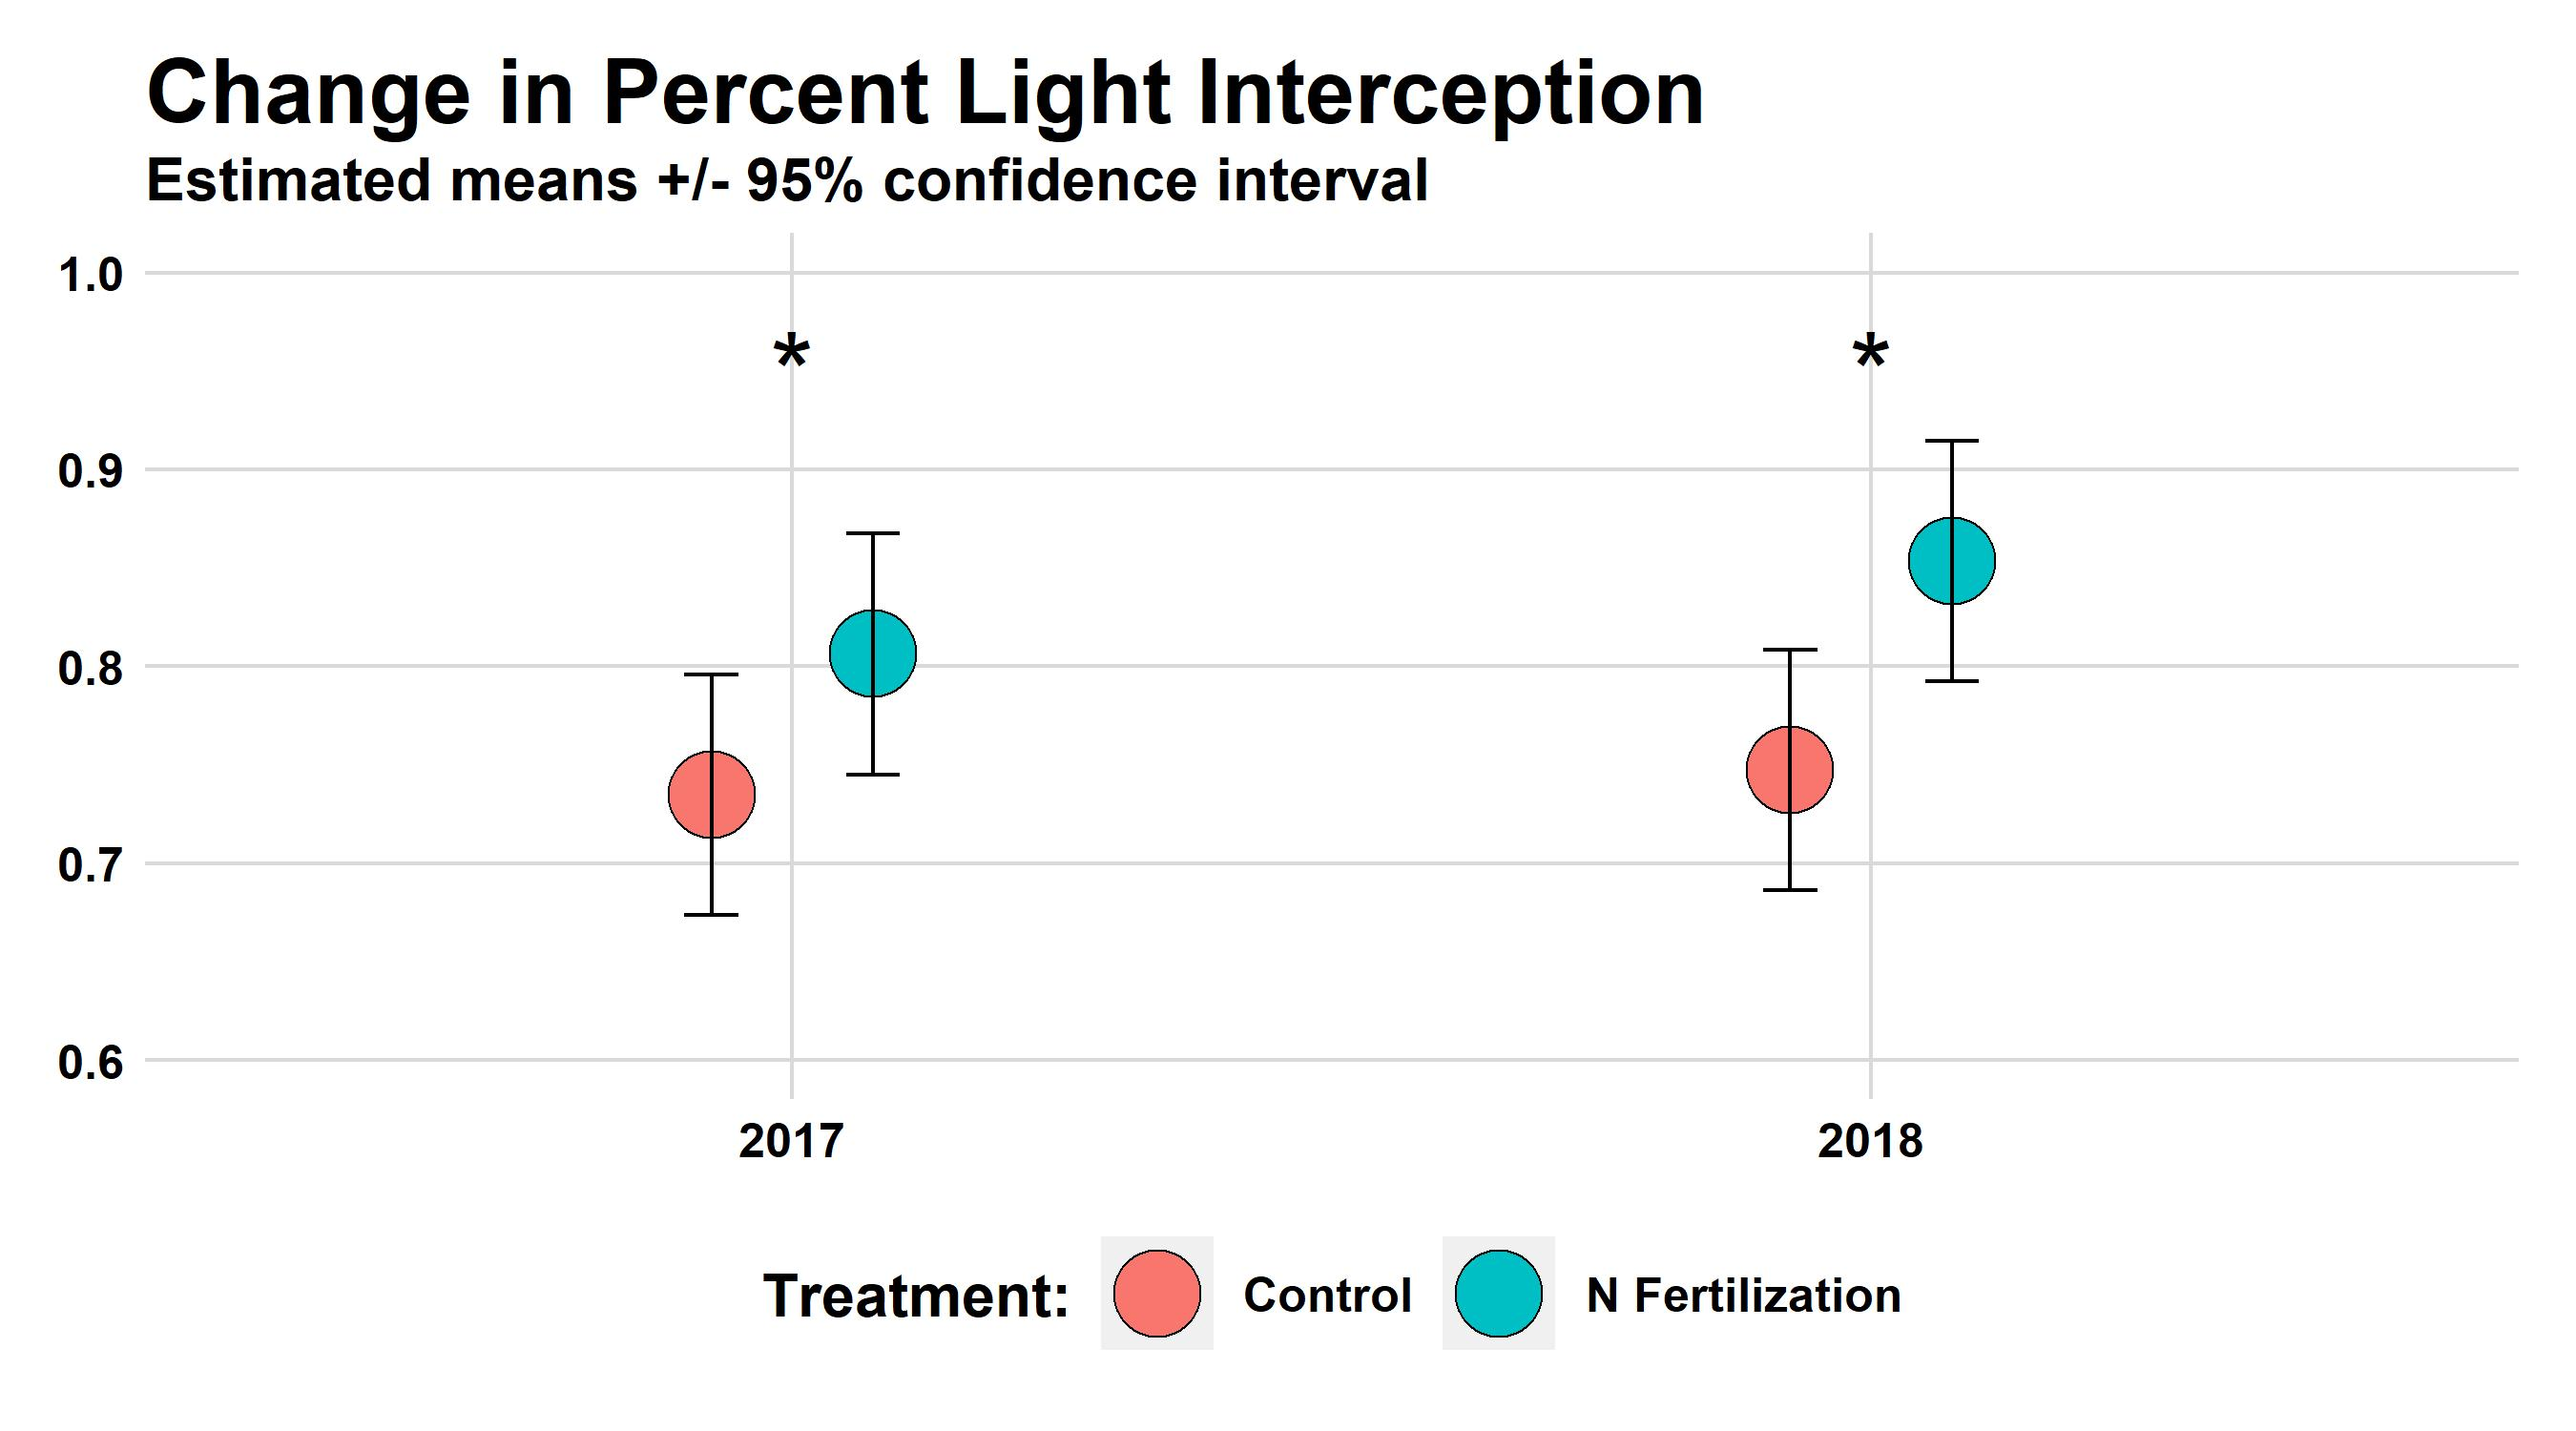 Change in Percent Light Interception
Estimated means +/- 95% confidence interval
1.0
0.9
0.8
0.7
0.6
*
*
2017
2018
Treatment:
Control
N Fertilization